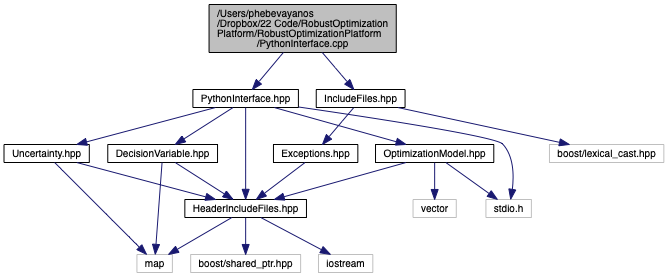 /Users/phebevayanos
/Dropbox/22 Code/RobustOptimization
Platform/RobustOptimizationPlatform
/PythonInterface.cpp
PythonInterface.hpp
IncludeFiles.hpp
Uncertainty.hpp
DecisionVariable.hpp
Exceptions.hpp
OptimizationModel.hpp
boost/lexical_cast.hpp
HeaderIncludeFiles.hpp
vector
stdio.h
map
boost/shared_ptr.hpp
iostream